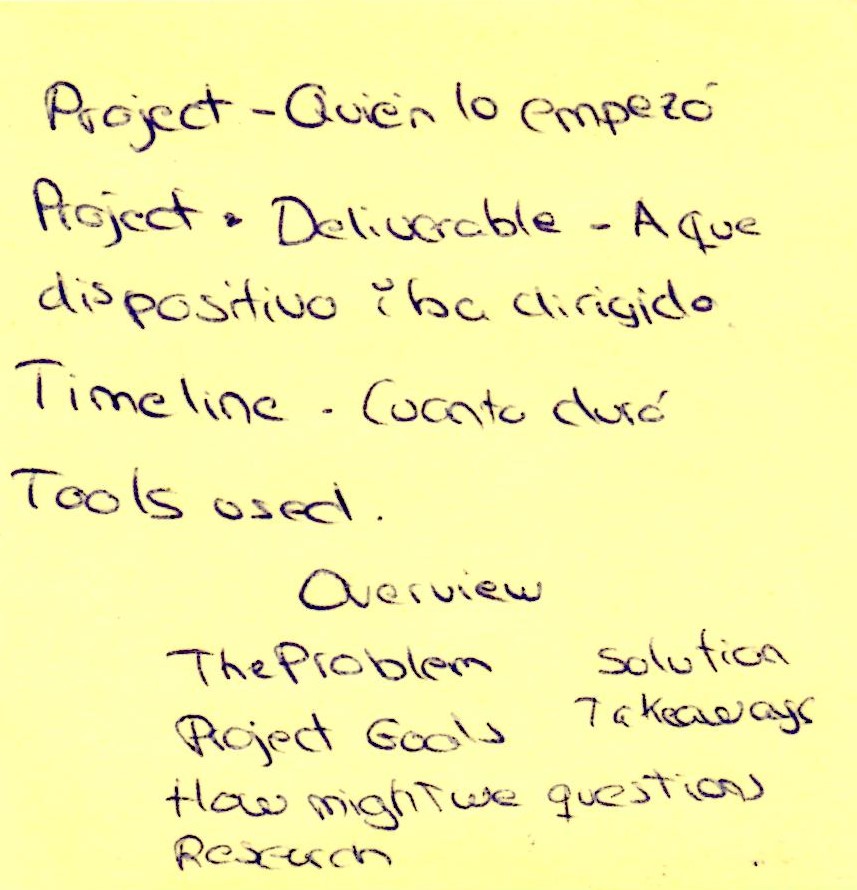 Project - Quién lo empezó
Project • Deliverable - A que
dispositivo iba dirigido.
Timeline - Cuanto duró
Tools used.
Overview
The Problem Solution
Project Goals Takeaways
How might we questions
Research